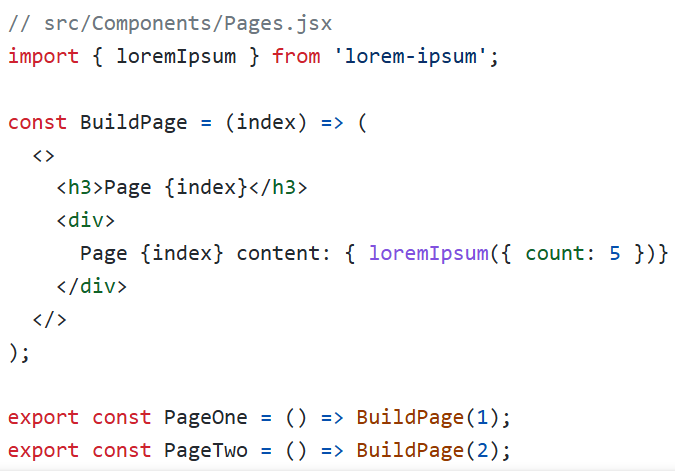 // src/Components/Pages.jsx
import { loremIpsum } from 'lorem-ipsum';

const BuildPage = (index) => (
  <>
    <h3>Page {index}</h3>
    <div>
      Page {index} content: { loremIpsum({ count: 5 })}
    </div>
  </>
);

export const PageOne = () => BuildPage(1);
export const PageTwo = () => BuildPage(2);